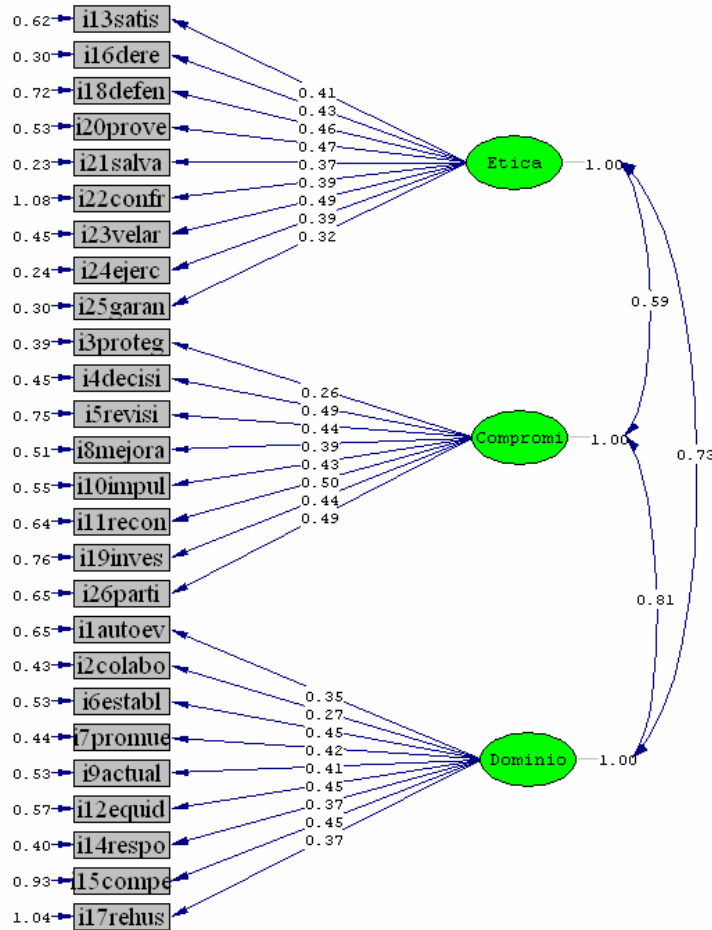 0.62 i13satis
0.30 i16dere
0.72 i18defen
0.53 i20prove
0.23 i21salva
1.08 i22confr
0.45 i23velar
0.24 i24ejerc
0.30 i25garan
0.39 i3proteg
0.45 i4decisi
0.75 i5revisi
0.51 i8mejora
0.55 i10impul
0.64 i11recon
0.76 i19inves
0.65 i26parti
0.65 i1autoev
0.43 i2colabo
0.53 i6establ
0.44 i7promue
0.53 i9actual
0.57 i12equid
0.40 i14respo
0.93 i15compe
1.04 i17rehus
0.41
0.43
0.46
0.47
0.37
0.39
0.49
0.39
0.32
0.26
0.49
0.44
0.39
0.43
0.50
0.44
0.49
0.35
0.27
0.45
0.42
0.41
0.45
0.37
0.45
0.37
Etica 1.00
Compromi 1.00
Dominio 1.00
0.59
0.73
0.81